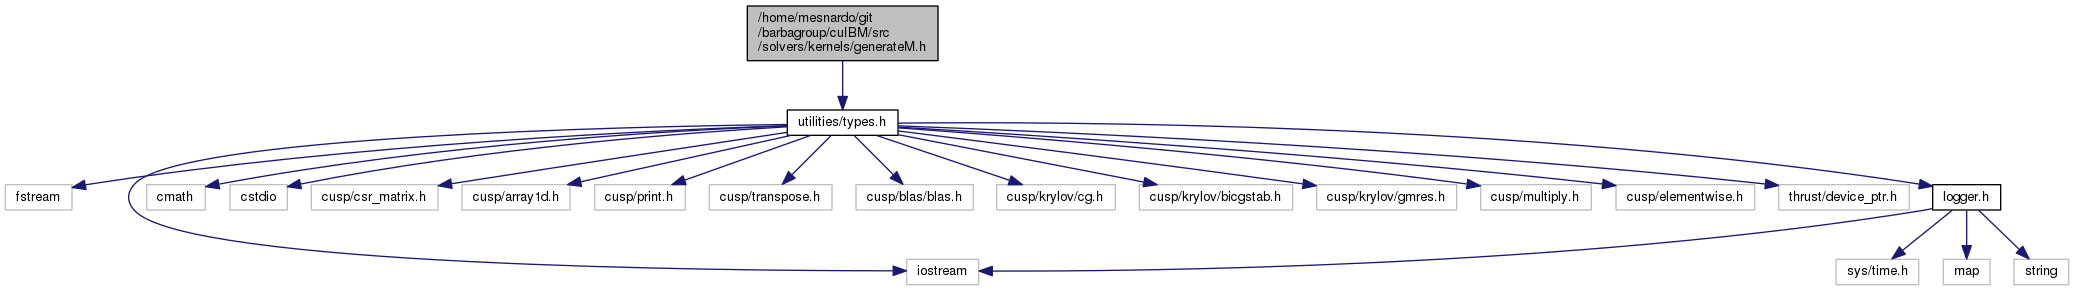 /home/mesnardo/git
/barbagroup/cuIBM/src
/solvers/kernels/generateM.h
utilities/types.h
fstream
cmath
cstdio
cusp/csr_matrix.h
cusp/array1d.h
cusp/print.h
cusp/transpose.h
cusp/blas/blas.h
cusp/krylov/cg.h
cusp/krylov/bicgstab.h
cusp/krylov/gmres.h
cusp/multiply.h
cusp/elementwise.h
thrust/device_ptr.h
logger.h
iostream
sys/time.h
map
string